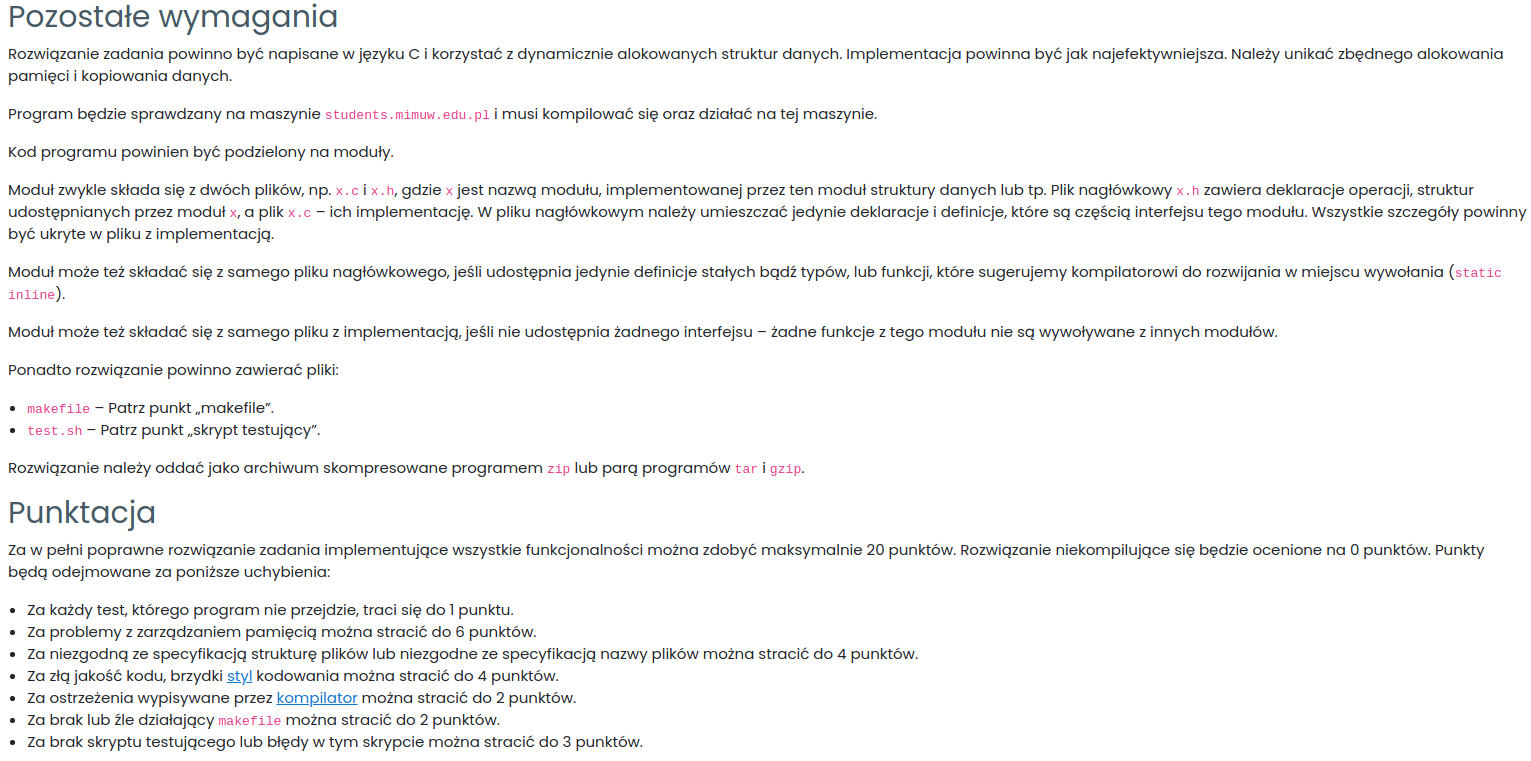 Pozostałe wymagania
Rozwiązanie zadania powinno być napisane w języku C i korzystać z dynamicznie alokowanych struktur danych. Implementacja powinna być jak najefektywniejsza. Należy unikać zbędnego alokowania
pamięci i kopiowania danych.
Program będzie sprawdzany na maszynie students.mimuw.edu.pl i musi kompilować się oraz działać na tej maszynie.
Kod programu powinien być podzielony na moduły.
Moduł zwykle składa się z dwóch plików, np. x.c i x.h, gdzie x jest nazwą modułu, implementowanej przez ten moduł struktury danych lub tp. Plik nagłówkowy x.h zawiera deklaracje operacji, struktur
udostępnianych przez moduł x, a plik x.c – ich implementację. W pliku nagłówkowym należy umieszczać jedynie deklaracje i definicje, które są częścią interfejsu tego modułu. Wszystkie szczegóły powinny
być ukryte w pliku z implementacją.
Moduł może też składać się z samego pliku nagłówkowego, jeśli udostępnia jedynie definicje stałych bądź typów, lub funkcji, które sugerujemy kompilatorowi do rozwijania w miejscu wywołania (static
inline).
Moduł może też składać się z samego pliku z implementacją, jeśli nie udostępnia żadnego interfejsu – żadne funkcje z tego modułu nie są wywoływane z innych modułów.
Ponadto rozwiązanie powinno zawierać pliki:
• makefile – Patrz punkt „makefile”.
• test.sh – Patrz punkt „skrypt testujący”.
Rozwiązanie należy oddać jako archiwum skompresowane programem zip lub parą programów tar i gzip.
Punktacja
Za w pełni poprawne rozwiązanie zadania implementujące wszystkie funkcjonalności można zdobyć maksymalnie 20 punktów. Rozwiązanie niekompilujące się będzie ocenione na 0 punktów. Punkty
będą odejmowane za poniższe uchybienia:
• Za każdy test, którego program nie przejdzie, traci się do 1 punktu.
• Za problemy z zarządzaniem pamięcią można stracić do 6 punktów.
• Za niezgodną ze specyfikacją strukturę plików lub niezgodne ze specyfikacją nazwy plików można stracić do 4 punktów.
• Za złą jakość kodu, brzydki styl kodowania można stracić do 4 punktów.
• Za ostrzeżenia wypisywane przez kompilator można stracić do 2 punktów.
• Za brak lub źle działający makefile można stracić do 2 punktów.
• Za brak skryptu testującego lub błędy w tym skrypcie można stracić do 3 punktów.